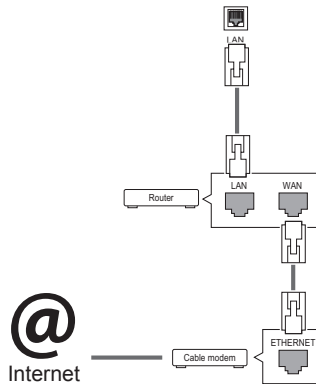 LAN
LAN WAN
Router
ETHERNET
@
Cable modem
Internet